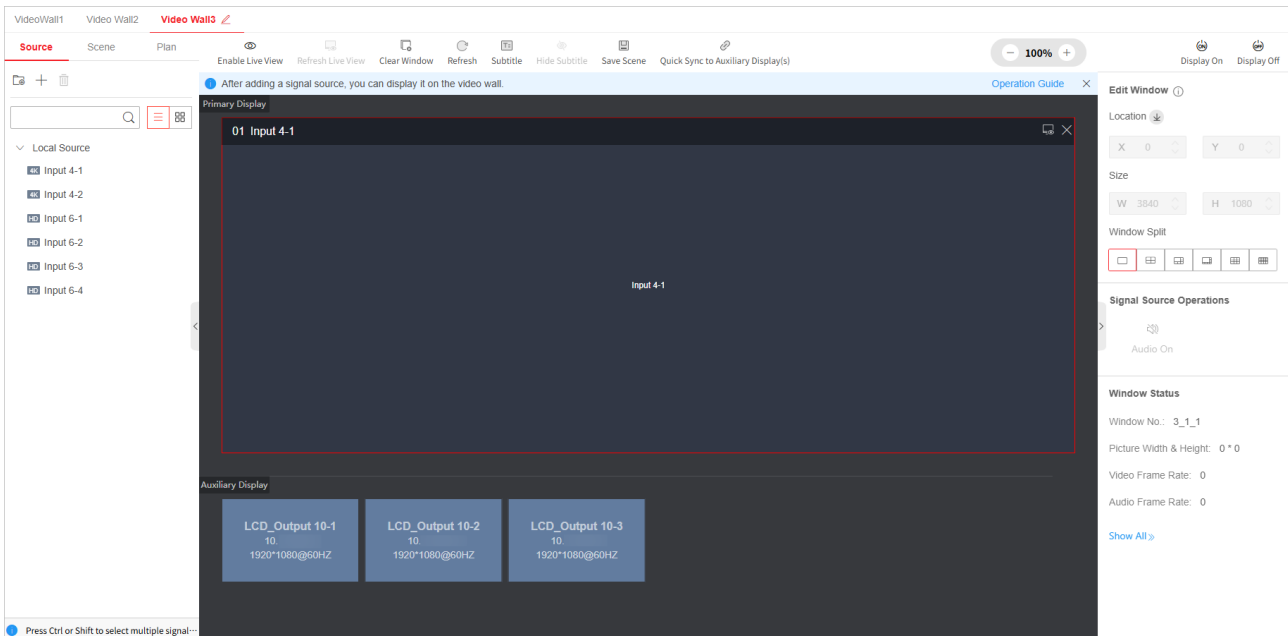 VideoWall1 Video Wall2 Video Wall3
Source Scene Plan
Enable Live View Refresh Live View Clear Window Refresh Subtitle Hide Subtitle Save Scene Quick Sync to Auxiliary Display(s)
100%
ON OFF
Display On Display Off
After adding a signal source, you can display it on the video wall. Operation Guide
Primary Display
01 Input 4-1
Input 4-1
Local Source
4K Input 4-1
4K Input 4-2
HD Input 6-1
HD Input 6-2
HD Input 6-3
HD Input 6-4
Auxiliary Display
LCD_Output 10-1
10.
1920*1080@60HZ
LCD_Output 10-2
10.
1920*1080@60HZ
LCD_Output 10-3
10.
1920*1080@60HZ
Edit Window
Location
X 0 Y 0
Size
W 3840 H 1080
Window Split
Signal Source Operations
Audio On
Window Status
Window No.: 3_1_1
Picture Width & Height: 0 * 0
Video Frame Rate: 0
Audio Frame Rate: 0
Show All
Press Ctrl or Shift to select multiple signal···